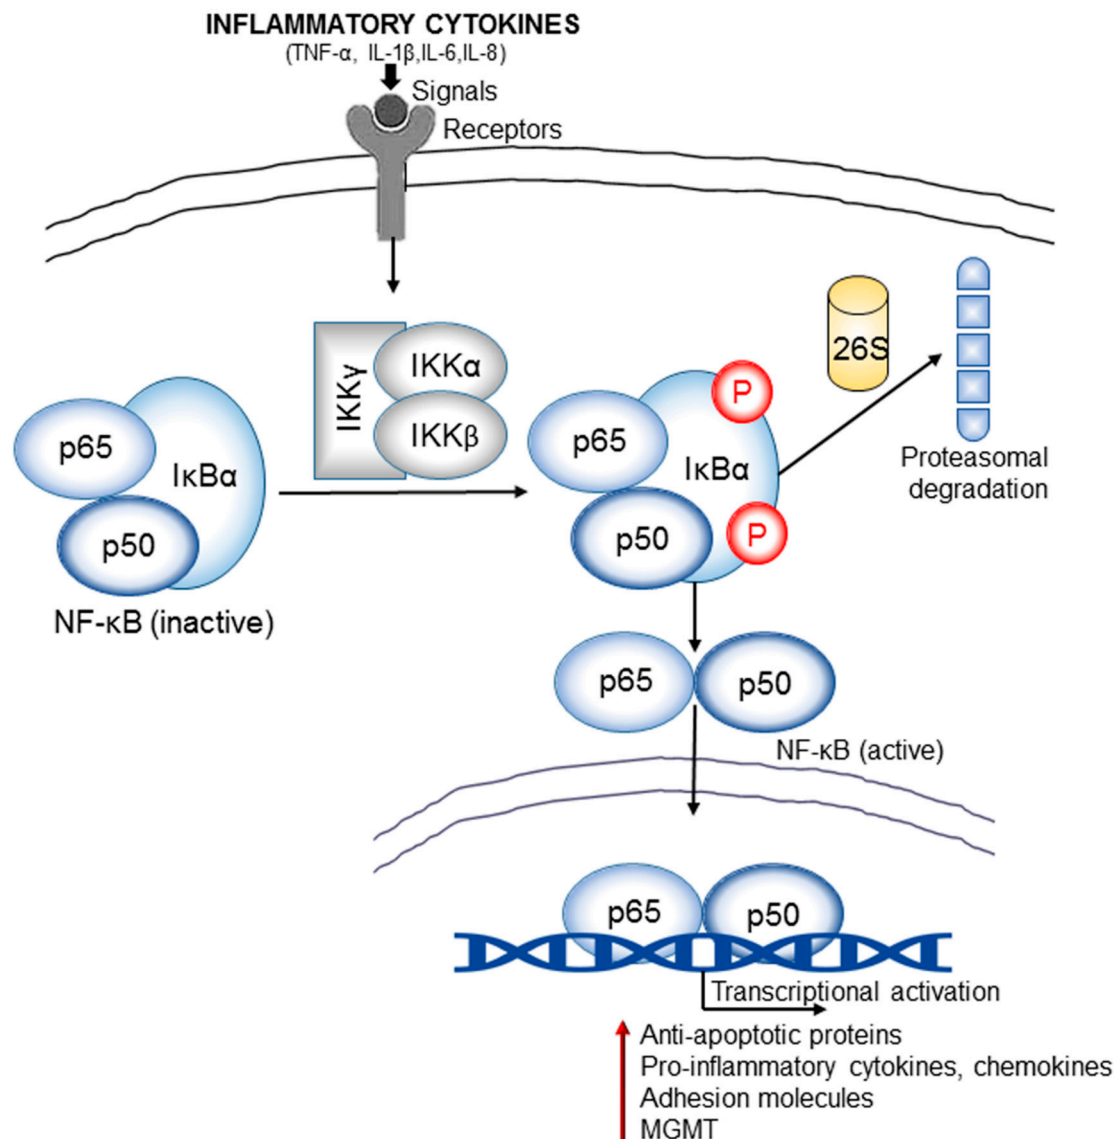 INFLAMMATORY CYTOKINES
(TNF-α, IL-1β,IL-6,IL-8)
Signals
Receptors
26S
IKKγ
IKKα
IKKβ
p65
IκBα
p50
NF-κB (inactive)
P
p65
IκBα
p50
P
Proteasomal
degradation
p65
p50
NF-κB (active)
p65
p50
Transcriptional activation
Anti-apoptotic proteins
Pro-inflammatory cytokines, chemokines
Adhesion molecules
MGMT